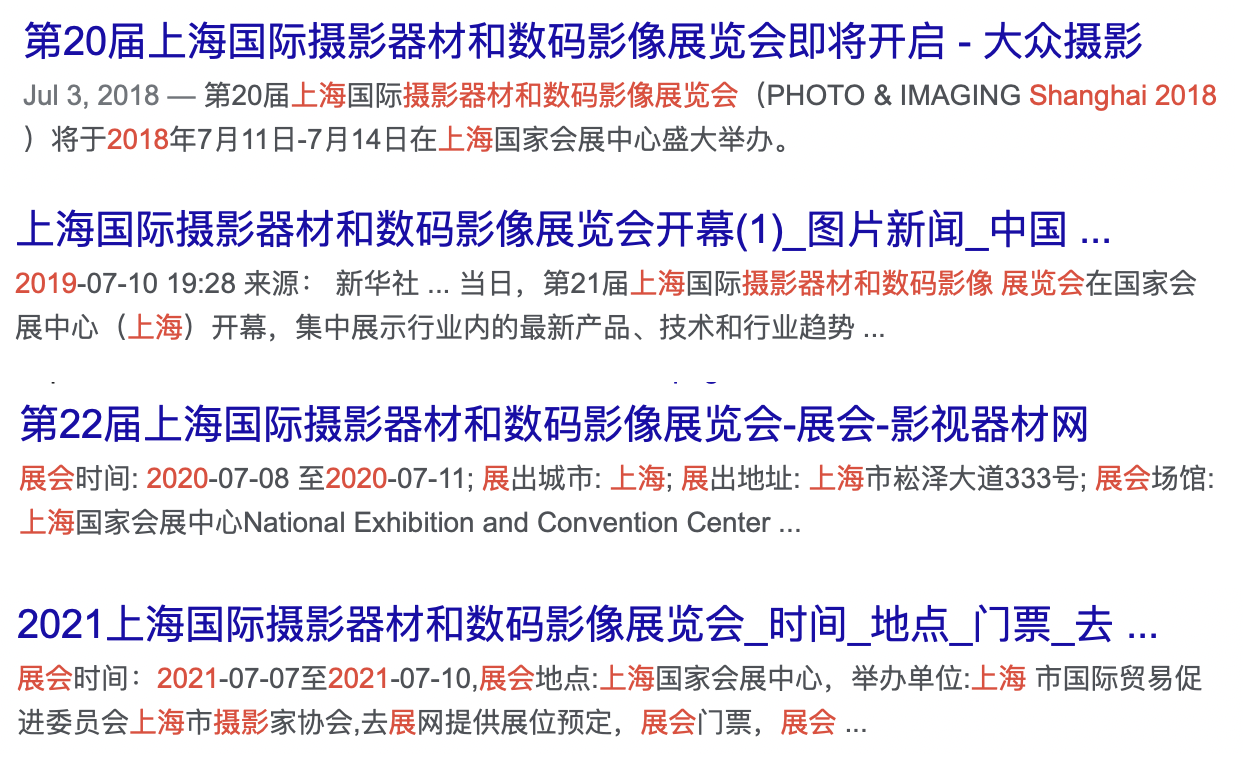 第20届上海国际摄影器材和数码影像展览会即将开启 - 大众摄影
Jul 3, 2018 — 第20届上海国际摄影器材和数码影像展览会（PHOTO & IMAGING Shanghai 2018
）将于2018年7月11日-7月14日在上海国家会展中心盛大举办。
上海国际摄影器材和数码影像展览会开幕(1)_图片新闻_中国 ...
2019-07-10 19:28 来源： 新华社 ... 当日，第21届上海国际摄影器材和数码影像 展览会在国家会
展中心（上海）开幕，集中展示行业内的最新产品、技术和行业趋势 ...
第22届上海国际摄影器材和数码影像展览会-展会-影视器材网
展会时间: 2020-07-08 至2020-07-11; 展出城市: 上海; 展出地址: 上海市崧泽大道333号; 展会场馆:
上海国家会展中心National Exhibition and Convention Center ...
2021上海国际摄影器材和数码影像展览会_时间_地点_门票_去 ...
展会时间：2021-07-07至2021-07-10,展会地点:上海国家会展中心，举办单位:上海 市国际贸易促
进委员会上海市摄影家协会,去展网提供展位预定，展会门票，展会 ...